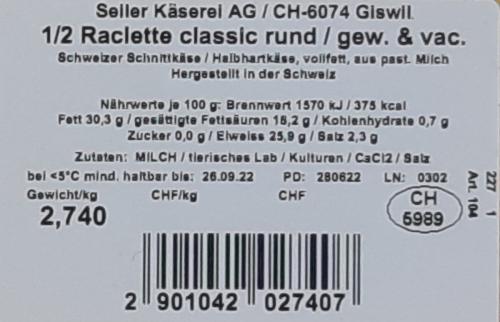 Seiler Käserei AG / CH-6074 Giswil
1/2 Raclette classic rund / gew. & vac.
Schweizer Schnittkäse / Halbhartkäse, vollfett, aus past. Milch
Hergestellt in der Schweiz
Nährwerte je 100 g: Brennwert 1570 kJ / 375 kcal
Fett 30,3 g / gesättigte Fettsäuren 18,2 g / Kohlenhydrate 0,7 g
Zucker 0,0 g / Eiweiss 25,9 g / Salz 2,3 g
Zutaten: MILCH / tierisches Lab / Kulturen / CaCl2 / Salz
bei <5°C mind. haltbar bis: 26.09.22 PD: 280622 LN: 0302
Gewicht/kg CHF/kg CHF
2,740
CH
5989
227 1
Art. 104
2 901042 027407